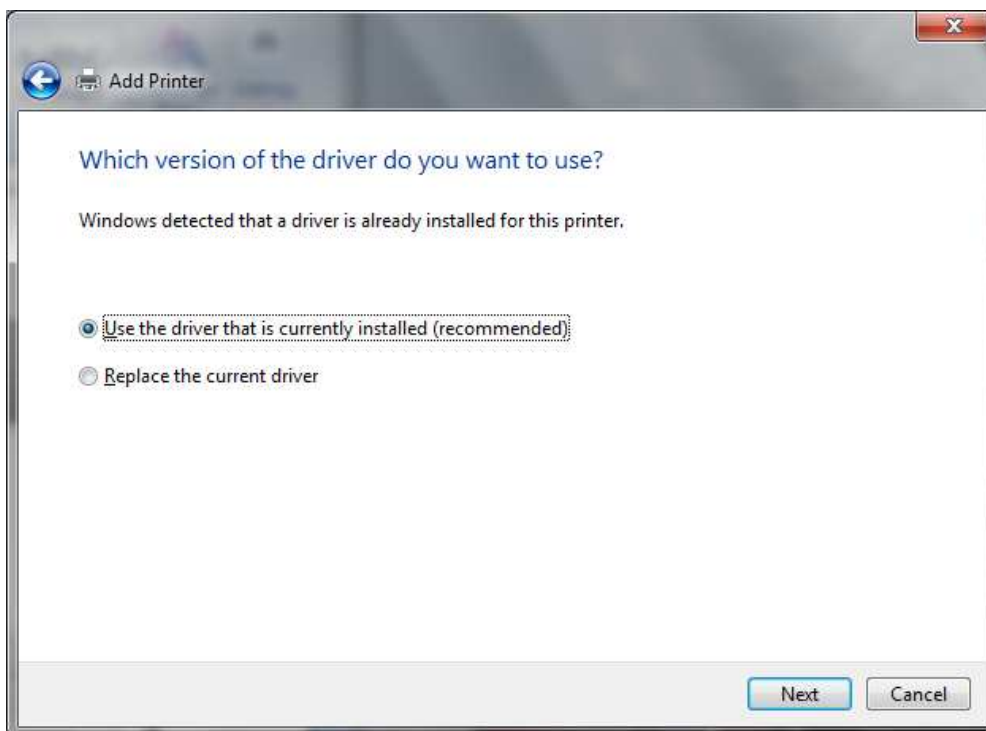 Add Printer
Which version of the driver do you want to use?
Windows detected that a driver is already installed for this printer.
Use the driver that is currently installed (recommended)
Replace the current driver
Next Cancel